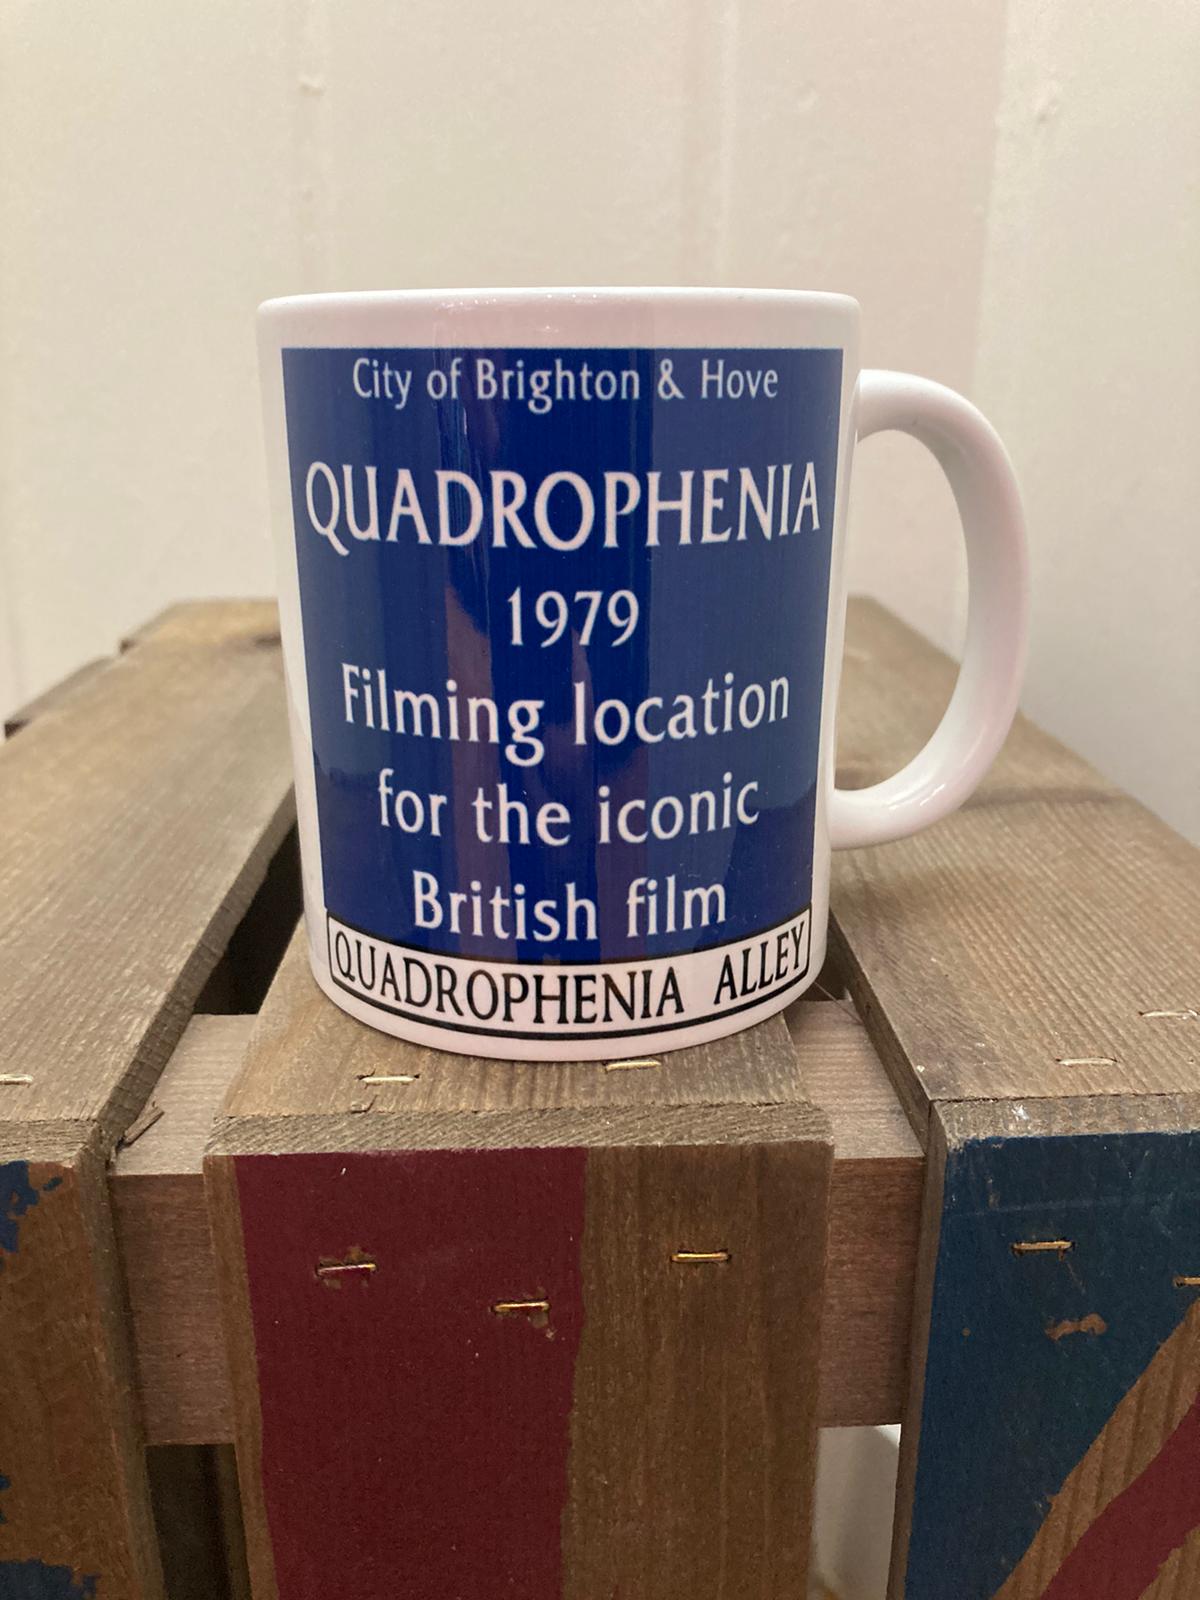 City of Brighton & Hove
QUADROPHENIA
1979
Filming location
for the iconic
British film
QUADROPHENIA ALLEY